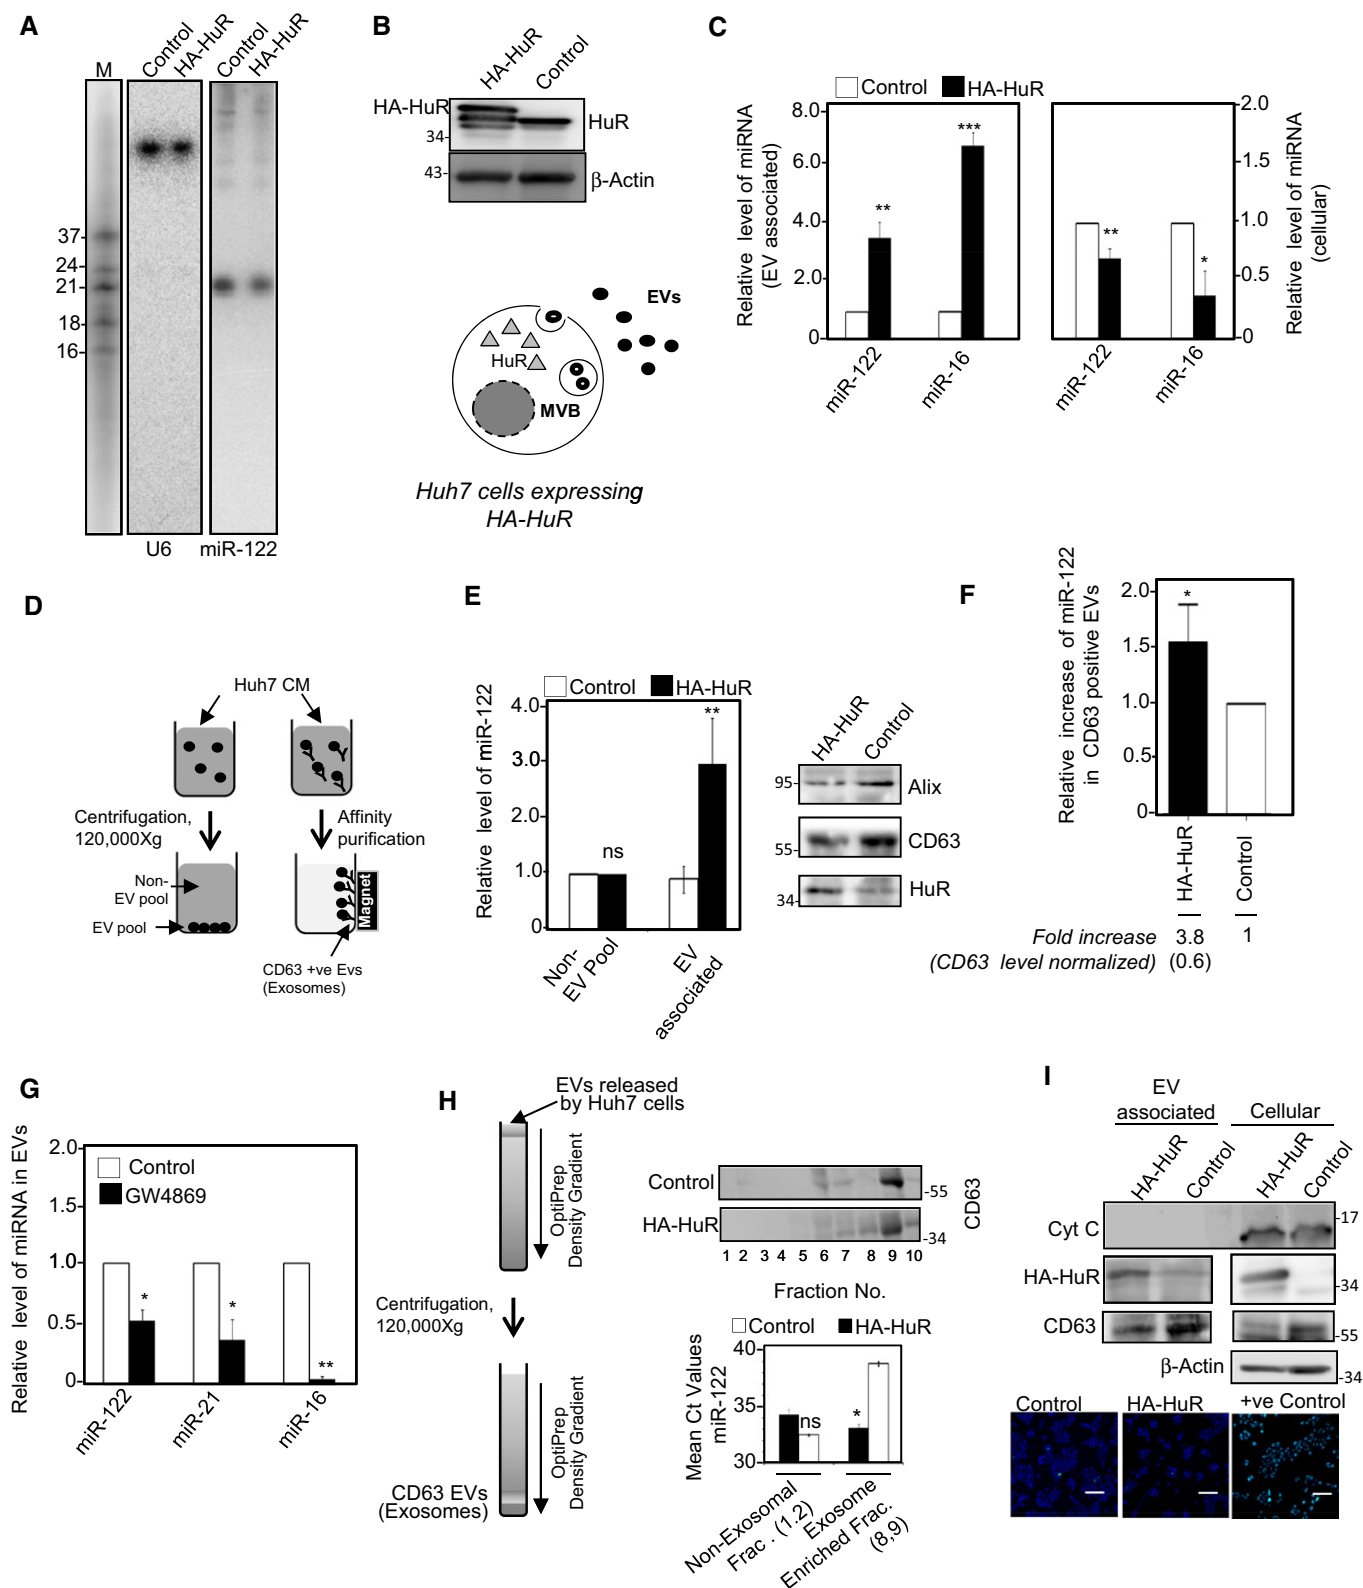 A
M
Control
HA-HuR
Control
HA-HuR
37-
24-
21-
18-
16-
U6
miR-122
B
HA-HuR
Control
HA-HuR
HuR
34-
43-
β-Actin
EVs
HuR
MVB
Huh7 cells expressing
HA-HuR
C
Control
HA-HuR
Relative level of miRNA
(EV associated)
8.0
6.0
4.0
2.0
0
**
***
miR-122
miR-16
**
*
miR-122
miR-16
2.0
1.5
1.0
0.5
0
Relative level of miRNA
(cellular)
D
Huh7 CM
Centrifugation,
120,000Xg
Affinity
purification
Non-
EV pool
EV pool
Magnet
CD63 +ve Evs
(Exosomes)
E
Control
HA-HuR
Relative level of miR-122
4.0
3.0
2.0
1.0
0
ns
**
Non-
EV Pool
EV
associated
HA-HuR
Control
95-
Alix
55-
CD63
34-
HuR
F
Relative increase of miR-122
in CD63 positive EVs
2.0
1.5
1.0
0.5
0
*
HA-HuR
Control
Fold increase
3.8
1
(CD63 level normalized)
(0.6)
G
Relative level of miRNA in EVs
2.0
1.5
1.0
0.5
0
Control
GW4869
*
*
**
miR-122
miR-21
miR-16
H
EVs released
by Huh7 cells
OptiPrep
Density Gradient
Centrifugation,
120,000Xg
OptiPrep
Density Gradient
CD63 EVs
(Exosomes)
Control
HA-HuR
-55
-34
CD63
1 2 3 4 5 6 7 8 9 10
Fraction No.
Control
HA-HuR
Mean Ct Values
miR-122
40
35
30
ns
*
Non-Exosomal
Frac . (1.2)
Exosome
Enriched Frac.
(8,9)
I
EV
associated
Cellular
HA-HuR
Control
HA-HuR
Control
Cyt C
-17
HA-HuR
-34
CD63
-55
β-Actin
-34
Control
HA-HuR
+ve Control